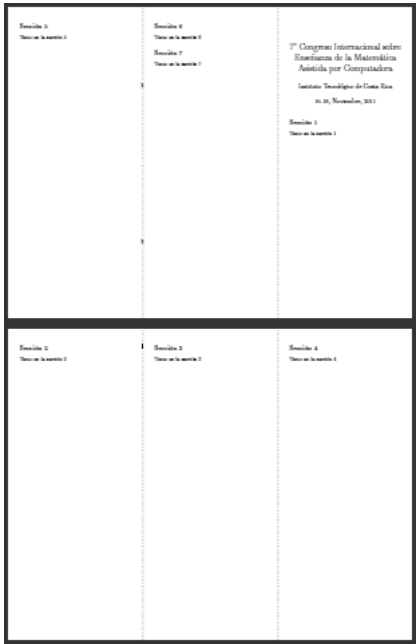 Sección 5
Texto en la sección 5
Sección 6
Texto en la sección 6
Sección 7
Texto en la sección 7
7° Congreso Internacional sobre
Enseñanza de la Matemática
Asistida por Computadora
Instituto Tecnológico de Costa Rica
16-18, Noviembre, 2011
Sección 1
Texto en la sección 1
Sección 2
Texto en la sección 2
Sección 3
Texto en la sección 3
Sección 4
Texto en la sección 4